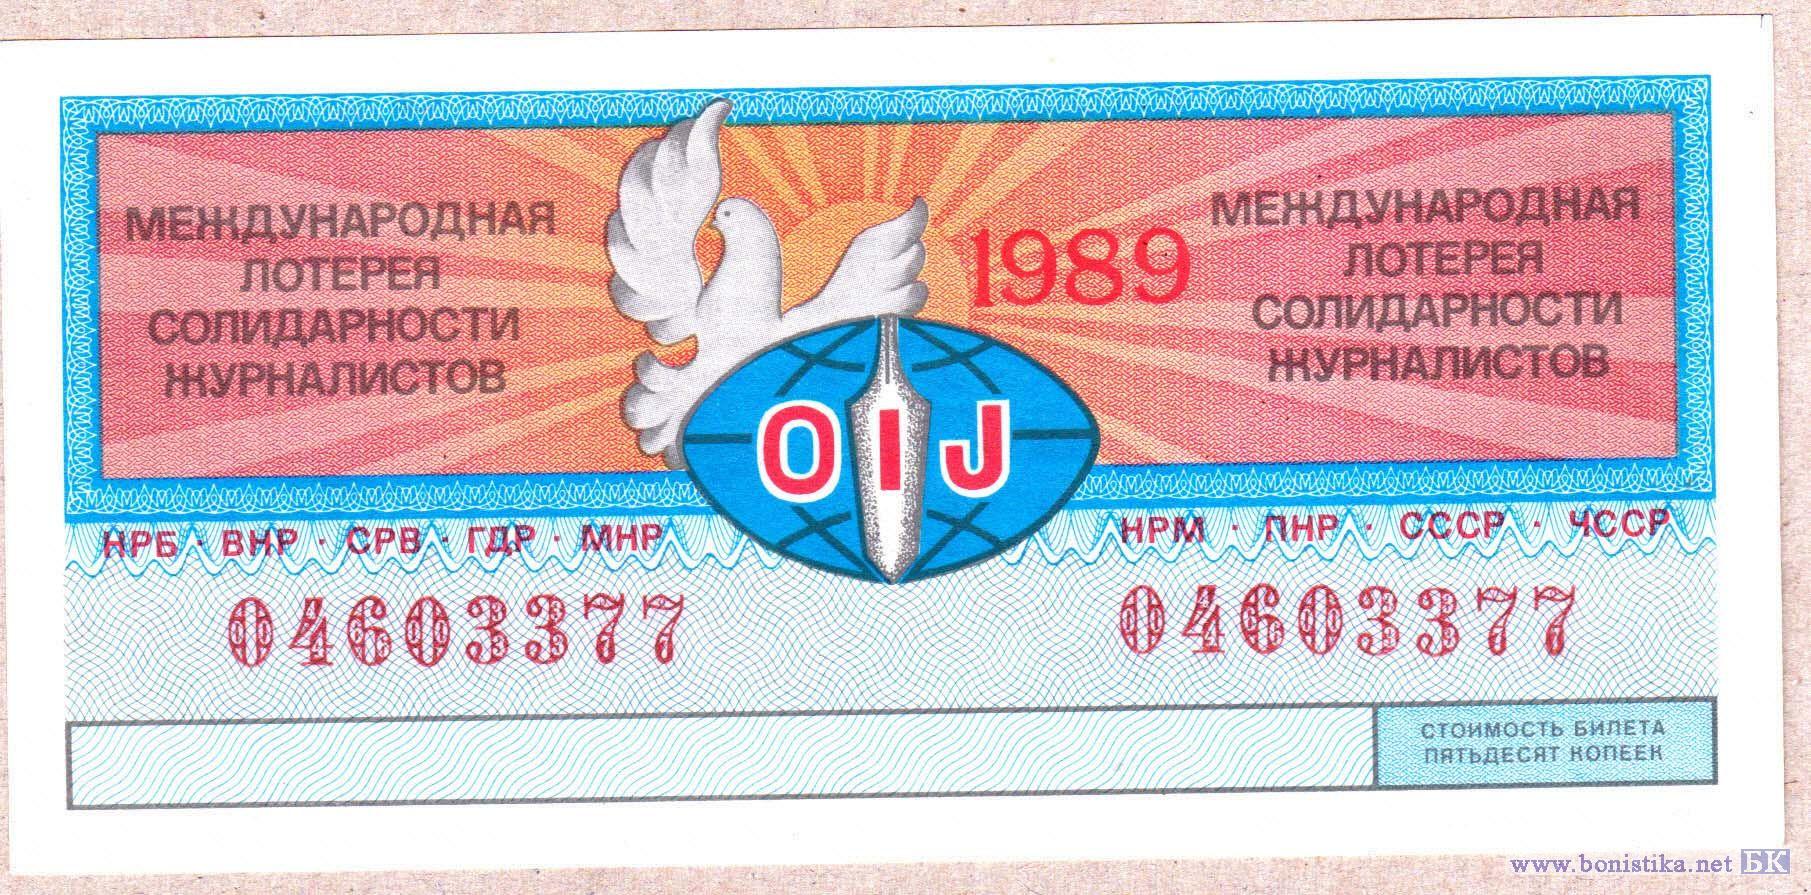 МЕЖДУНАРОДНАЯ
ЛОТЕРЕЯ
СОЛИДАРНОСТИ
ЖУРНАЛИСТОВ
1989
МЕЖДУНАРОДНАЯ
ЛОТЕРЕЯ
СОЛИДАРНОСТИ
ЖУРНАЛИСТОВ
OIJ
НРБ · ВНР · СРВ · ГДР · МНР
НРМ · ПНР · СССР · ЧССР
04603377
04603377
СТОИМОСТЬ БИЛЕТА
ПЯТЬДЕСЯТ КОПЕЕК
www.bonistika.net БК